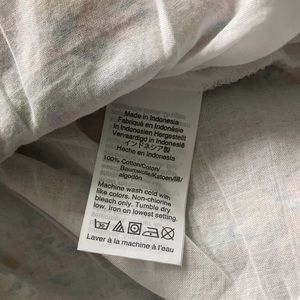 Made in Indonesia
Fabriqué en Indonésie
In Indonesien Hergestellt
Vervaardigd in Indonesië
インドネシア製
Hecho en Indonesia
100% Cotton/Coton/
Baumwolle/Katoen/綿/
algodón
Machine wash cold with
like colors. Non-chlorine
bleach only. Tumble dry
low. Iron on lowest setting.
Laver à la machine à l'eau